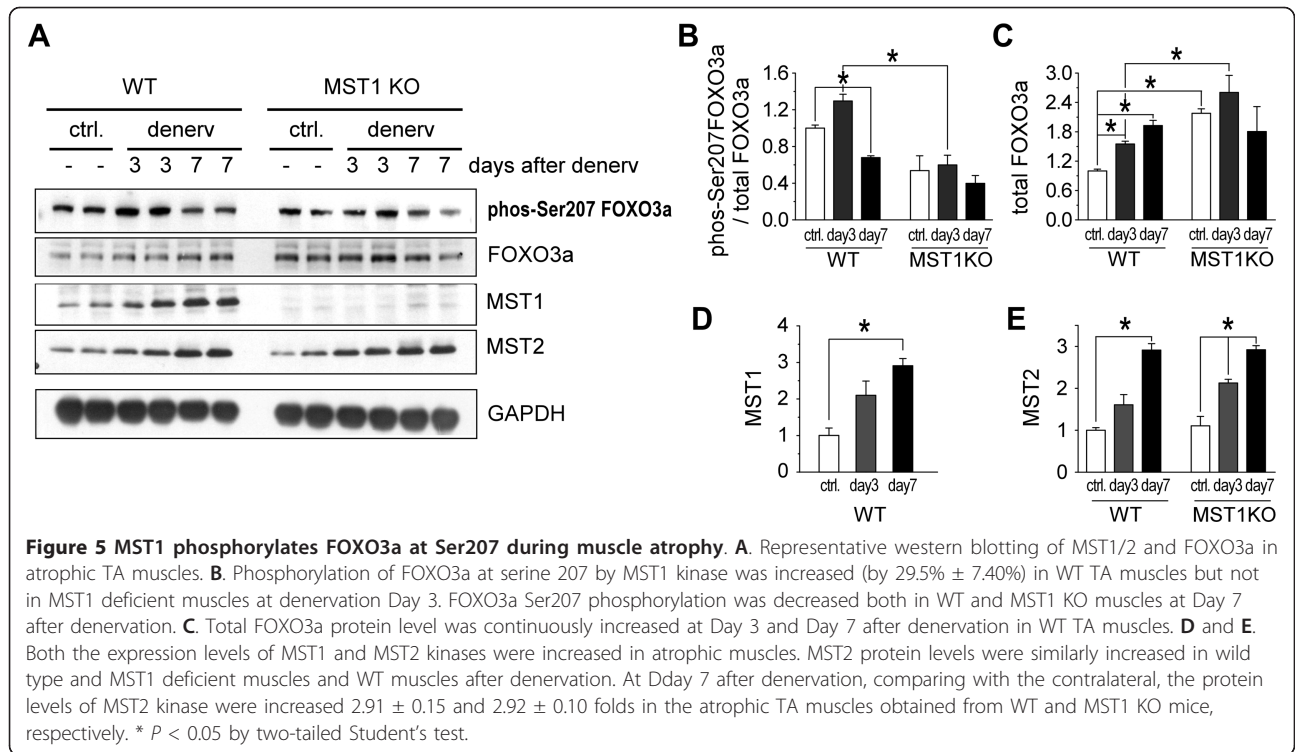 A
WT
MST1 KO
ctrl.
denerv
ctrl.
denerv
- - 3 3 7 7
- - 3 3 7 7
days after denerv
phos-Ser207 FOXO3a
FOXO3a
MST1
MST2
GAPDH
B
phos-Ser207FOXO3a
/ total FOXO3a
1.6
1.2
0.8
0.4
0.0
*
*
ctrl. day3 day7
ctrl. day3 day7
WT
MST1KO
C
total FOXO3a
3.0
2.4
1.8
1.2
0.6
0.0
*
*
*
*
ctrl. day3 day7
ctrl. day3 day7
WT
MST1KO
D
MST1
4
3
2
1
0
*
ctrl. day3 day7
WT
E
MST2
3
2
1
0
*
*
ctrl. day3 day7
ctrl. day3 day7
WT
MST1KO
Figure 5 MST1 phosphorylates FOXO3a at Ser207 during muscle atrophy. A. Representative western blotting of MST1/2 and FOXO3a in
atrophic TA muscles. B. Phosphorylation of FOXO3a at serine 207 by MST1 kinase was increased (by 29.5% ± 7.40%) in WT TA muscles but not
in MST1 deficient muscles at denervation Day 3. FOXO3a Ser207 phosphorylation was decreased both in WT and MST1 KO muscles at Day 7
after denervation. C. Total FOXO3a protein level was continuously increased at Day 3 and Day 7 after denervation in WT TA muscles. D and E.
Both the expression levels of MST1 and MST2 kinases were increased in atrophic muscles. MST2 protein levels were similarly increased in wild
type and MST1 deficient muscles and WT muscles after denervation. At Dday 7 after denervation, comparing with the contralateral, the protein
levels of MST2 kinase were increased 2.91 ± 0.15 and 2.92 ± 0.10 folds in the atrophic TA muscles obtained from WT and MST1 KO mice,
respectively. * P < 0.05 by two-tailed Student's test.